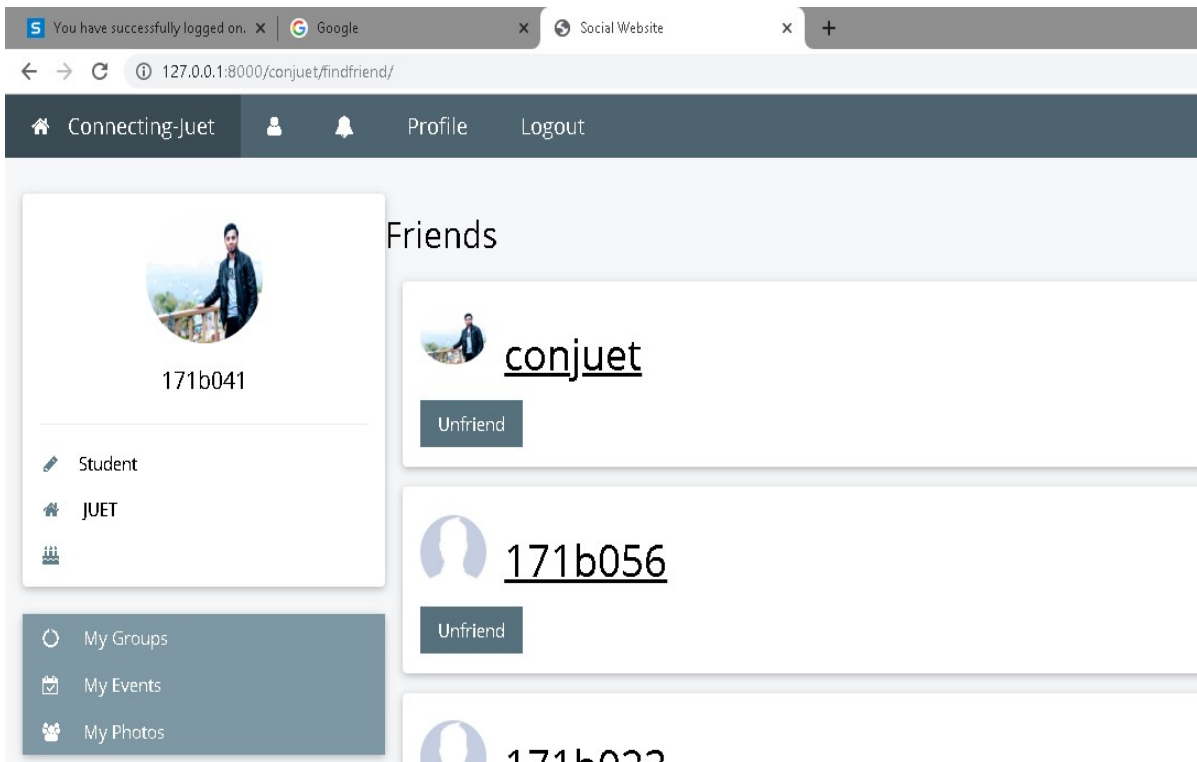 You have successfully logged on.
Google
Social Website
127.0.0.1:8000/conjuet/findfriend/
Connecting-Juet
Profile
Logout
171b041
Student
JUET
My Groups
My Events
My Photos
Friends
conjuet
Unfriend
171b056
Unfriend